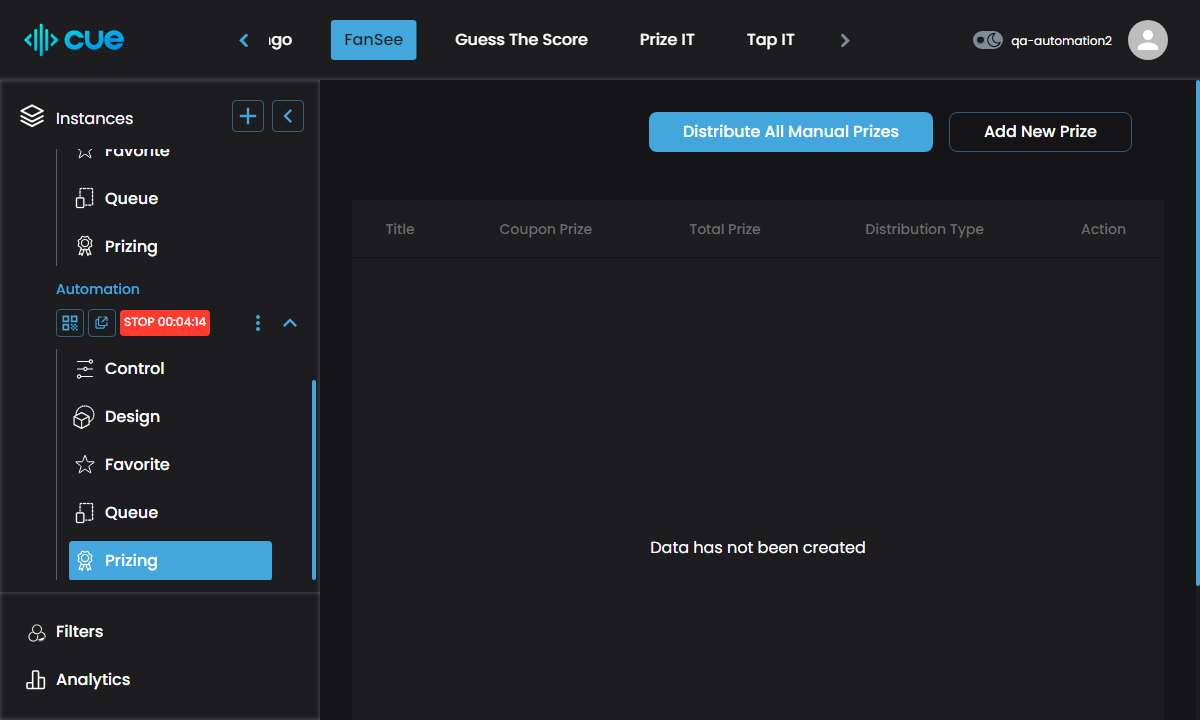 cue
ngo
FanSee
Guess The Score
Prize IT
Tap IT
qa-automation2
Instances
Favorite
Queue
Prizing
Automation
STOP 00:04:14
Control
Design
Favorite
Queue
Prizing
Filters
Analytics
Distribute All Manual Prizes
Add New Prize
Title
Coupon Prize
Total Prize
Distribution Type
Action
Data has not been created